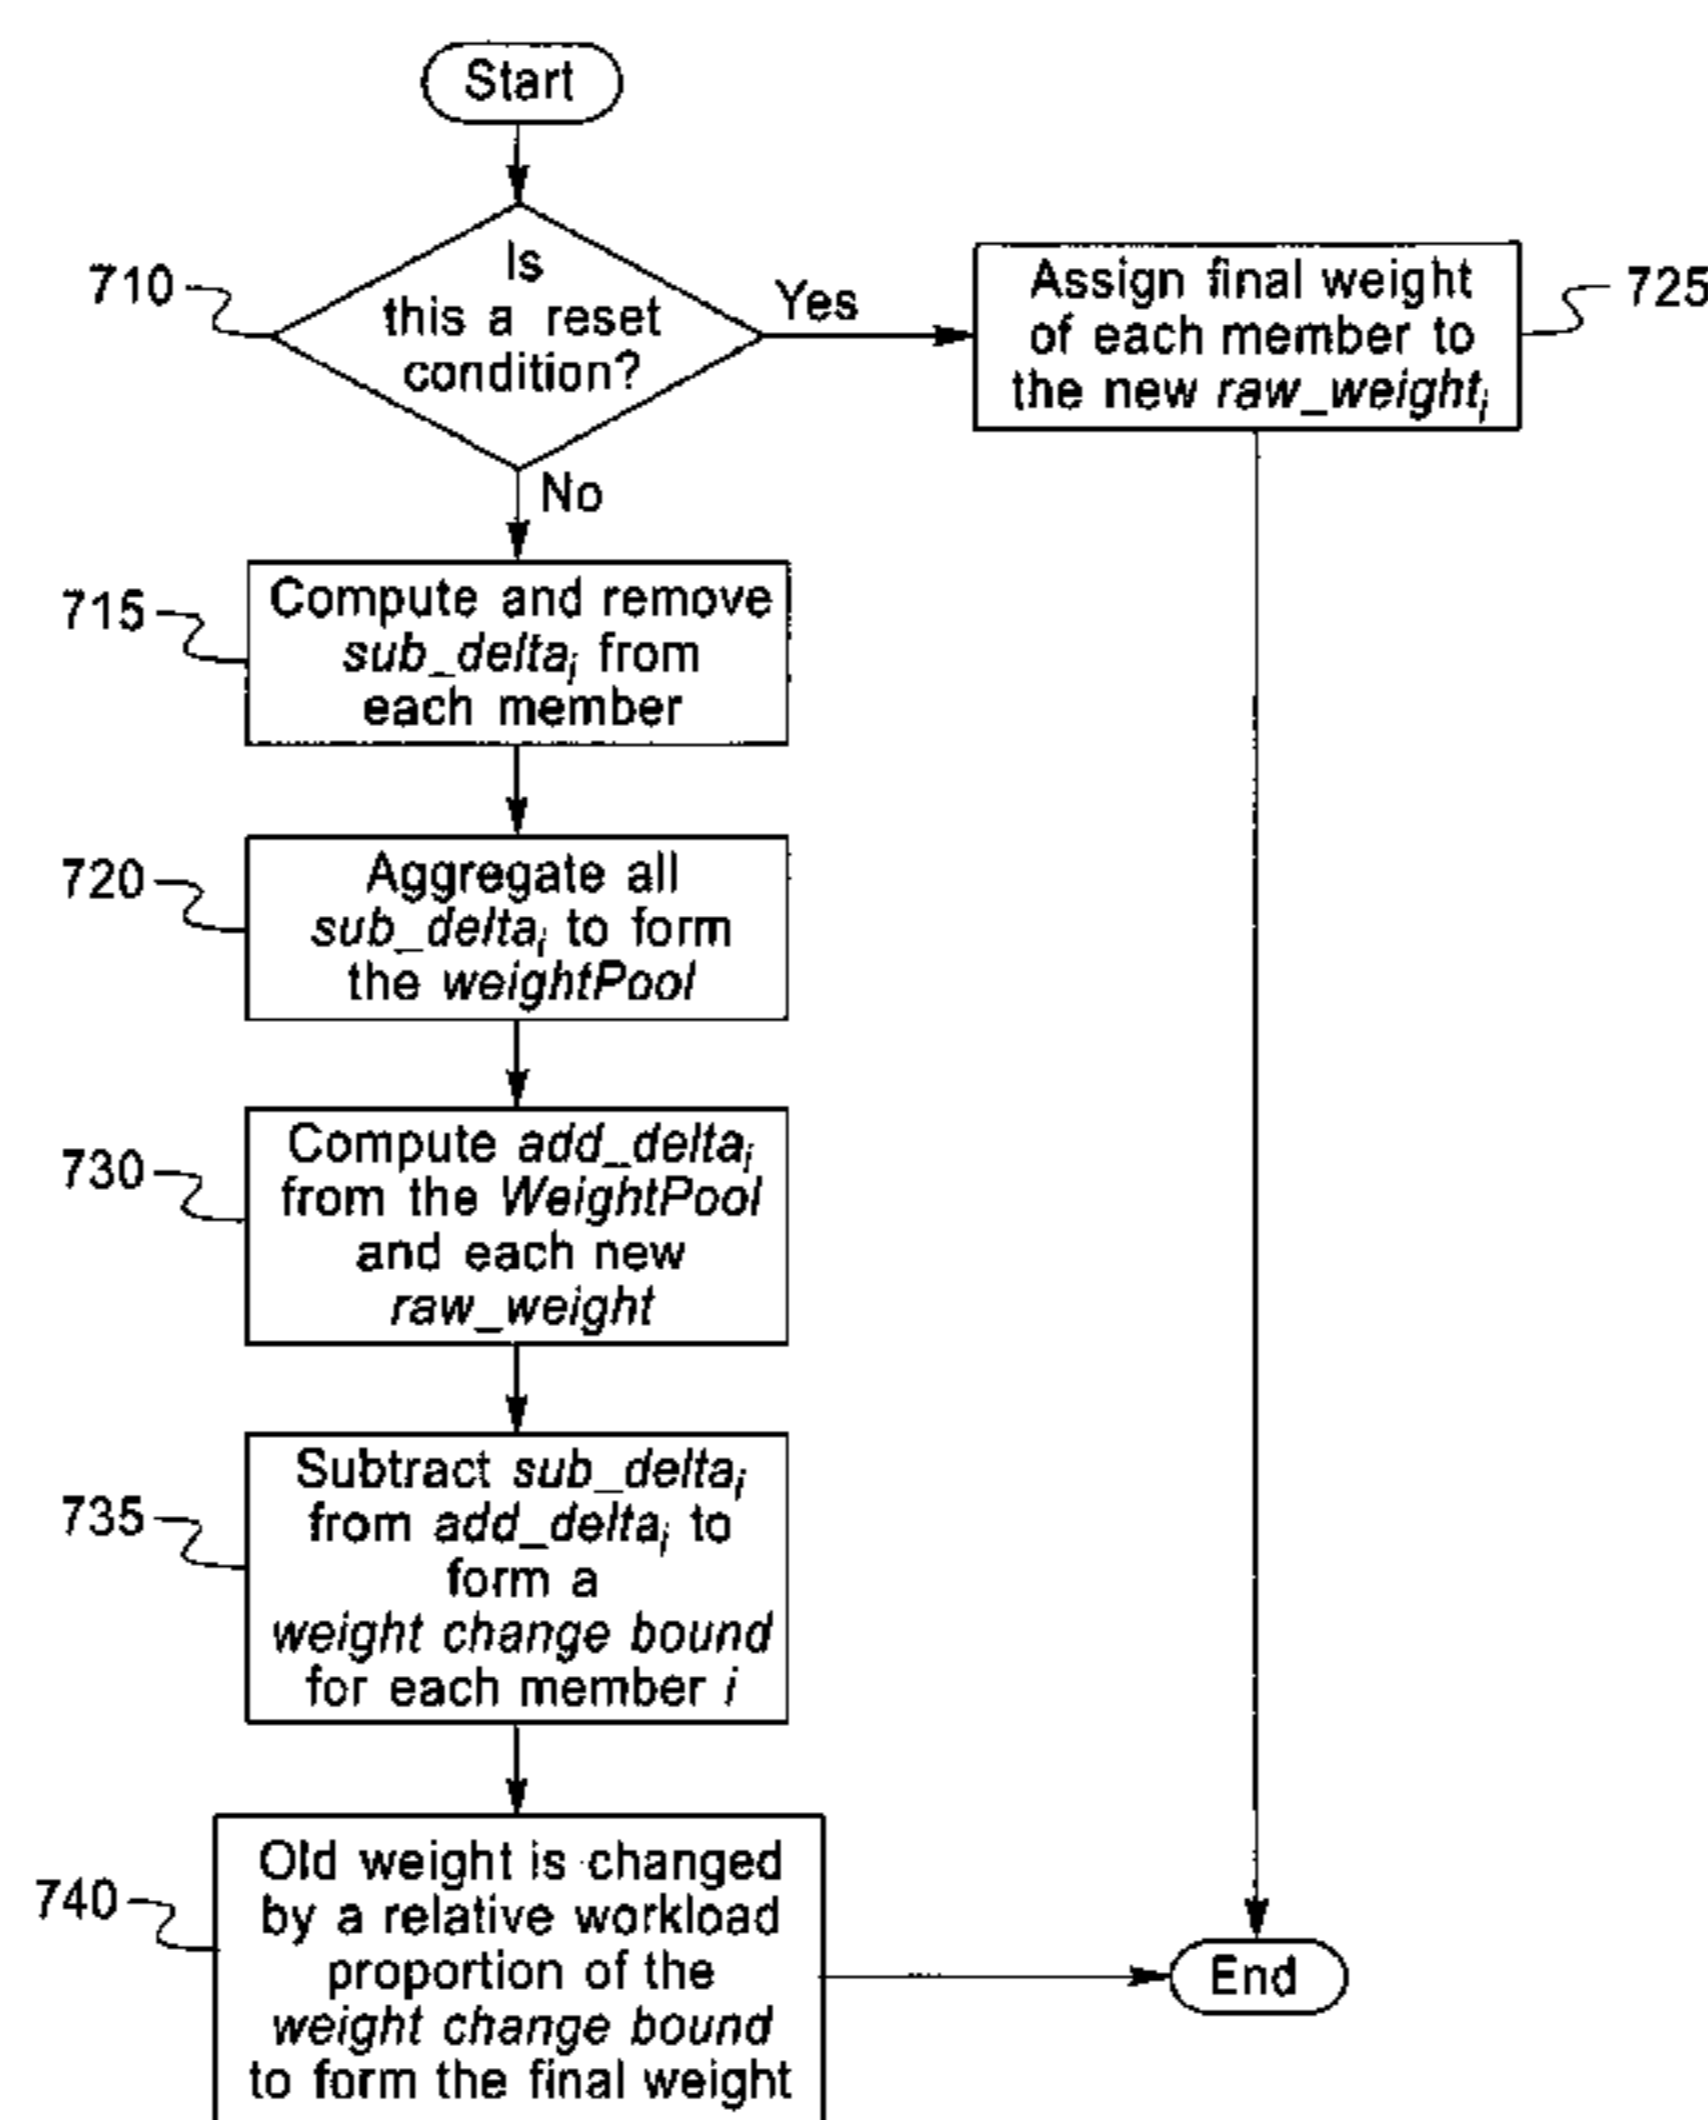 Start
710
Is
this a reset
condition?
Yes
Assign final weight
of each member to
the new raw_weightᵢ
725
No
715
Compute and remove
sub_deltaᵢ from
each member
720
Aggregate all
sub_deltaᵢ to form
the weightPool
730
Compute add_deltaᵢ
from the WeightPool
and each new
raw_weight
735
Subtract sub_deltaᵢ
from add_deltaᵢ to
form a
weight change bound
for each member i
740
Old weight is changed
by a relative workload
proportion of the
weight change bound
to form the final weight
End